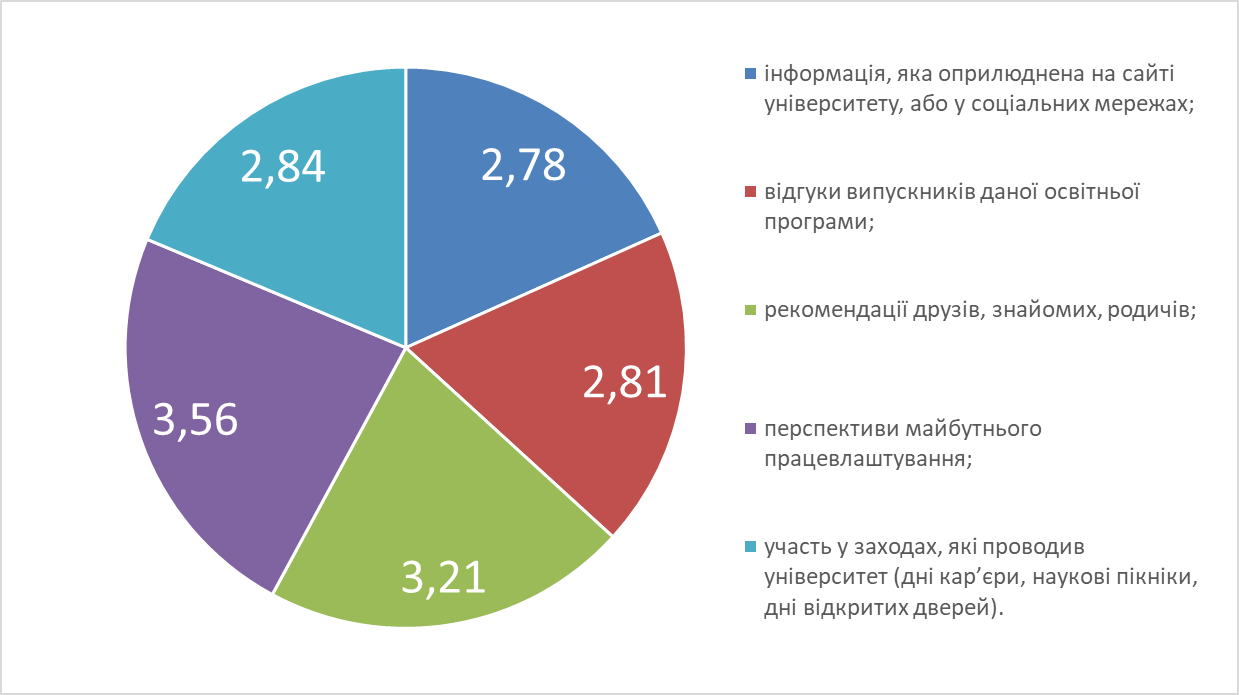 2,84
2,78
2,81
3,56
3,21
інформація, яка оприлюднена на сайті
університету, або у соціальних мережах;
відгуки випускників даної освітньої
програми;
рекомендації друзів, знайомих, родичів;
перспективи майбутнього
працевлаштування;
участь у заходах, які проводив
університет (дні кар’єри, наукові пікніки,
дні відкритих дверей).